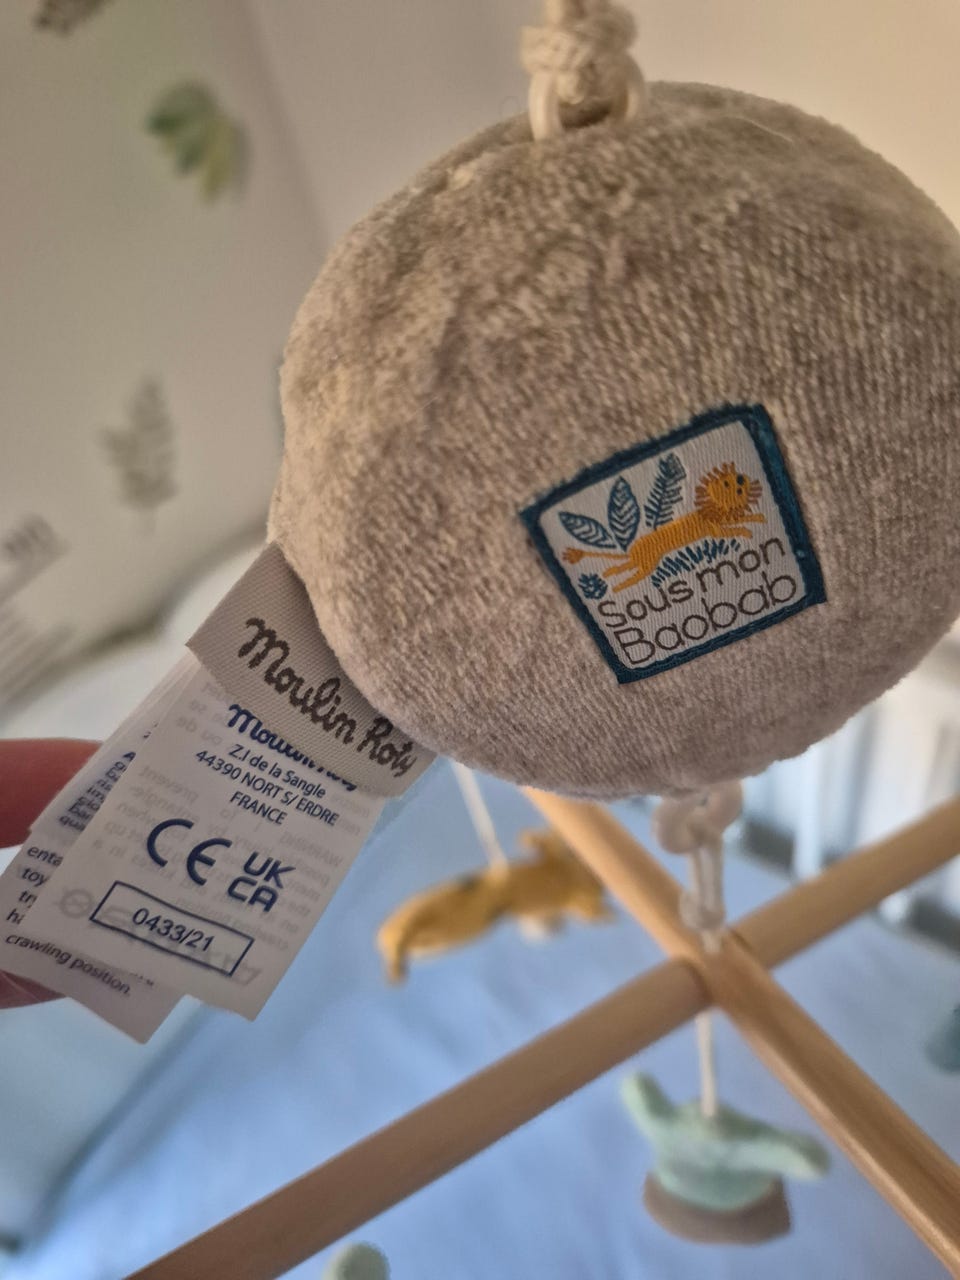 Sous mon
Baobab
Moulin Roty
Moulin Roty
Z.I de la Sangle
44390 NORT S/ ERDRE
FRANCE
CE UK
CA
0433/21
toy
crawling position.